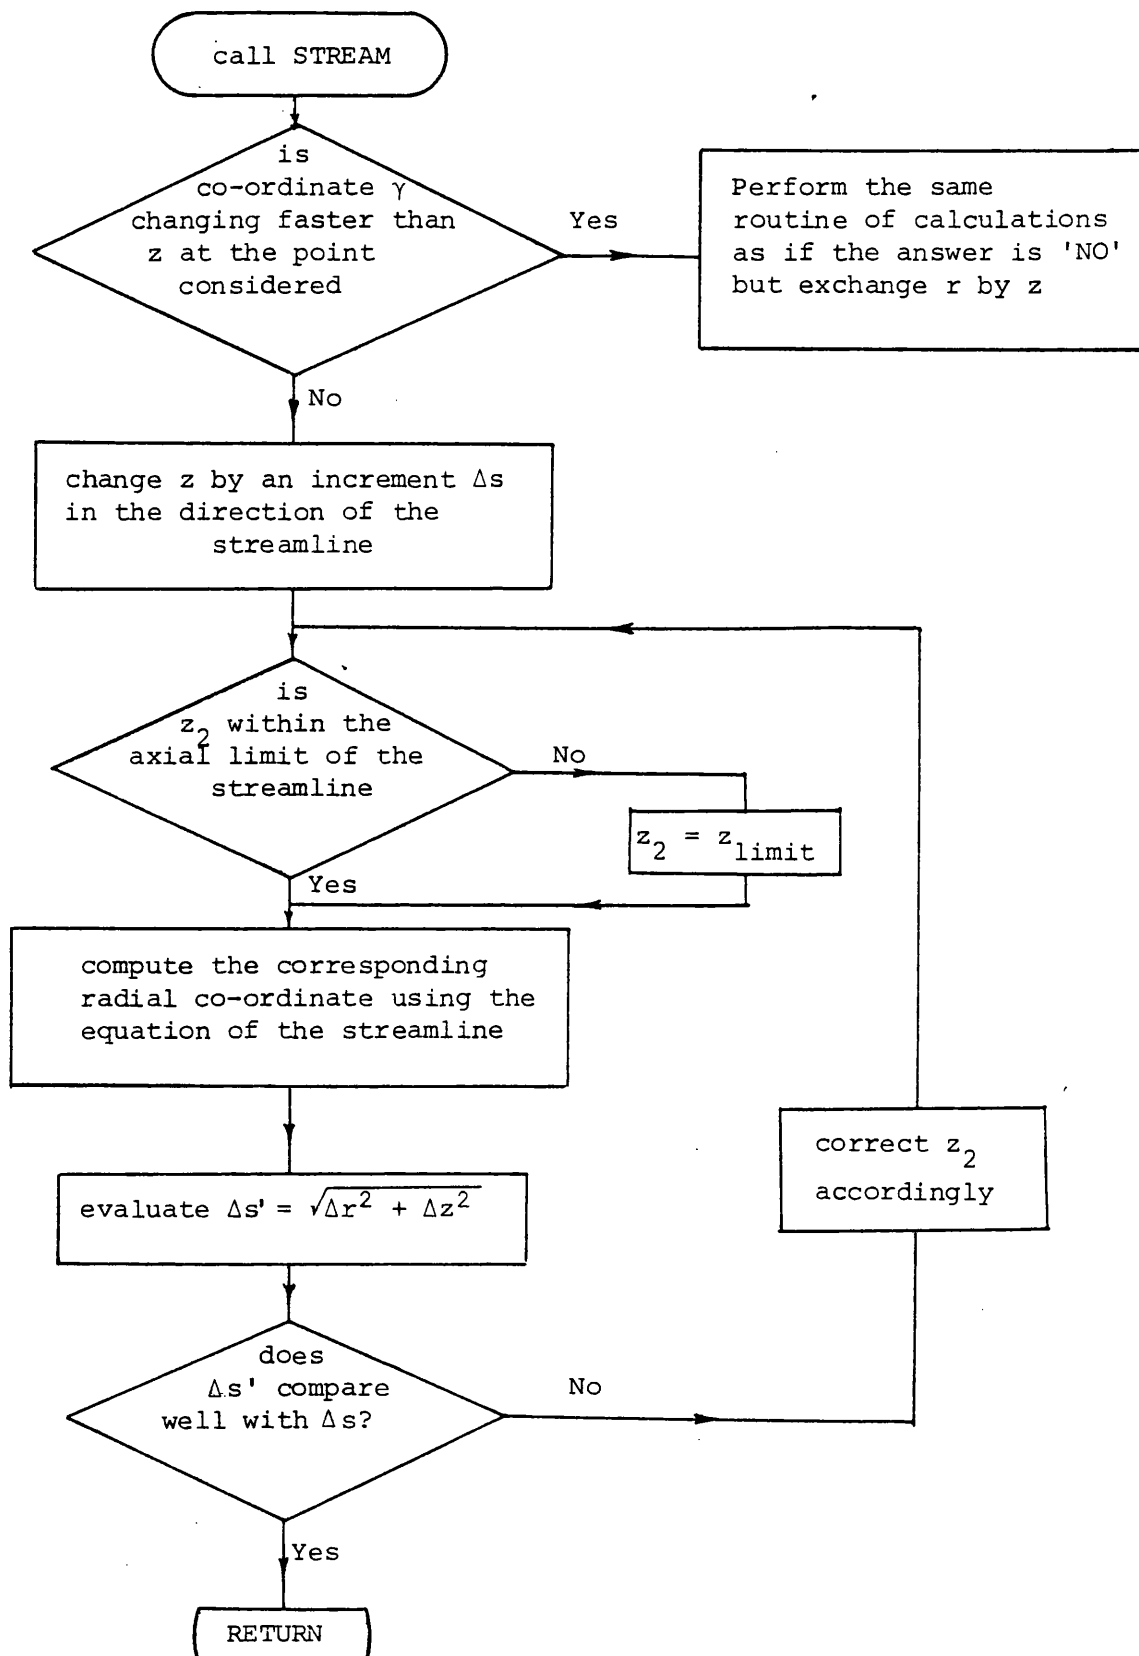 call STREAM
is
co-ordinate γ
changing faster than
z at the point
considered
Yes
Perform the same
routine of calculations
as if the answer is 'NO'
but exchange r by z
No
change z by an increment Δs
in the direction of the
streamline
is
z₂ within the
axial limit of the
streamline
No
z₂ = z_limit
Yes
compute the corresponding
radial co-ordinate using the
equation of the streamline
correct z₂
accordingly
evaluate Δs' = √Δr² + Δz²
does
Δs' compare
well with Δs?
No
Yes
RETURN